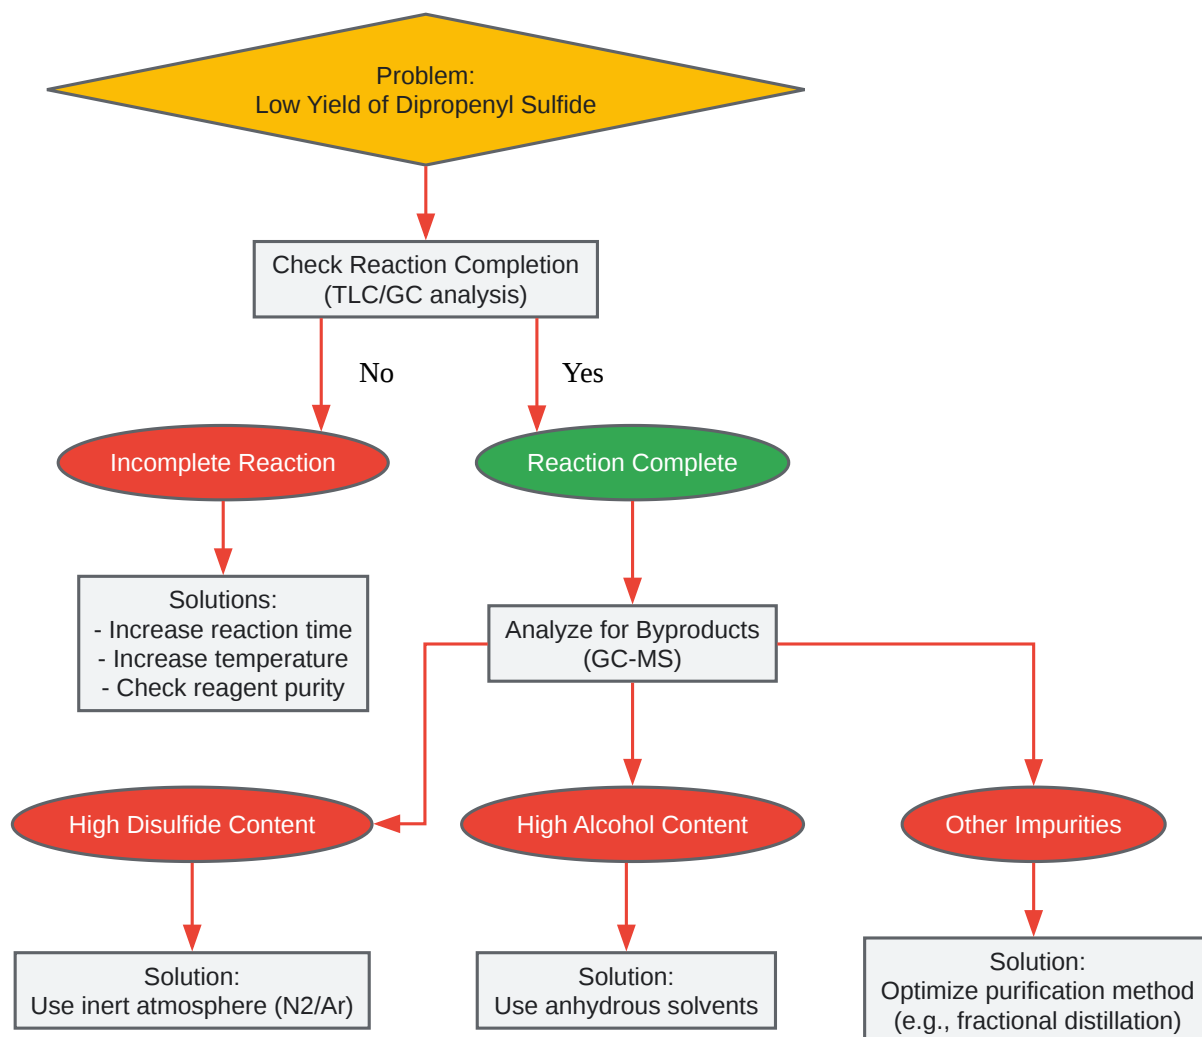 Problem:
Low Yield of Dipropenyl Sulfide
Check Reaction Completion
(TLC/GC analysis)
No
Yes
Incomplete Reaction
Reaction Complete
Solutions:
- Increase reaction time
- Increase temperature
- Check reagent purity
Analyze for Byproducts
(GC-MS)
High Disulfide Content
High Alcohol Content
Other Impurities
Solution:
Use inert atmosphere (N2/Ar)
Solution:
Use anhydrous solvents
Solution:
Optimize purification method
(e.g., fractional distillation)